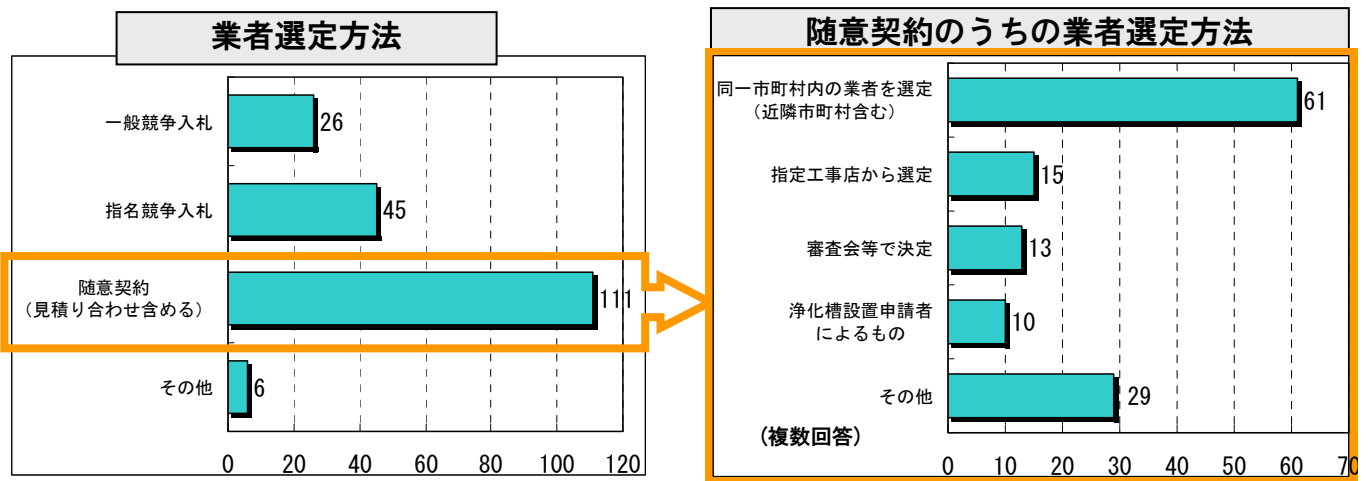 業者選定方法
一般競争入札
26
指名競争入札
45
随意契約
（見積り合わせ含める）
111
その他
6
0 20 40 60 80 100 120
随意契約のうちの業者選定方法
同一市町村内の業者を選定
（近隣市町村含む）
61
指定工事店から選定
15
審査会等で決定
13
浄化槽設置申請者
によるもの
10
その他
29
（複数回答）
0 10 20 30 40 50 60 70